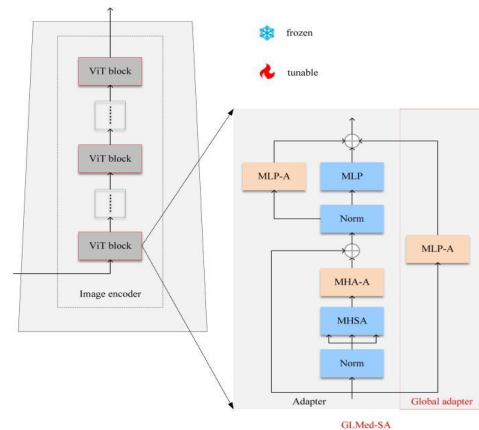 frozen
tunable
ViT block
ViT block
ViT block
Image encoder
MLP-A
MLP
Norm
MLP-A
MHA-A
MHSA
Norm
Adapter
Global adapter
GLMed-SA